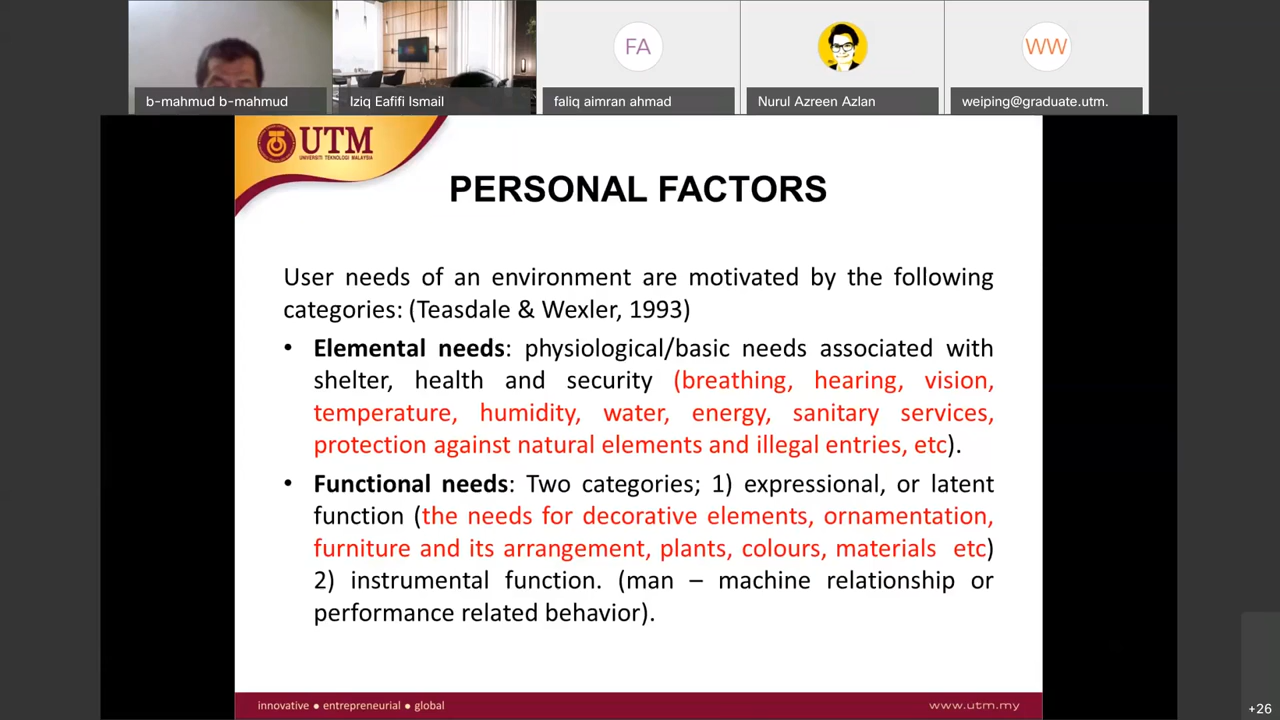 FA
WW
b-mahmud b-mahmud
Iziq Eafifi Ismail
faliq aimran ahmad
Nurul Azreen Azlan
weiping@graduate.utm.
UTM
UNIVERSITI TEKNOLOGI MALAYSIA
PERSONAL FACTORS
User needs of an environment are motivated by the following
categories: (Teasdale & Wexler, 1993)
• Elemental needs: physiological/basic needs associated with
shelter, health and security (breathing, hearing, vision,
temperature, humidity, water, energy, sanitary services,
protection against natural elements and illegal entries, etc).
• Functional needs: Two categories; 1) expressional, or latent
function (the needs for decorative elements, ornamentation,
furniture and its arrangement, plants, colours, materials etc)
2) instrumental function. (man – machine relationship or
performance related behavior).
innovative ● entrepreneurial ● global
www.utm.my
+26